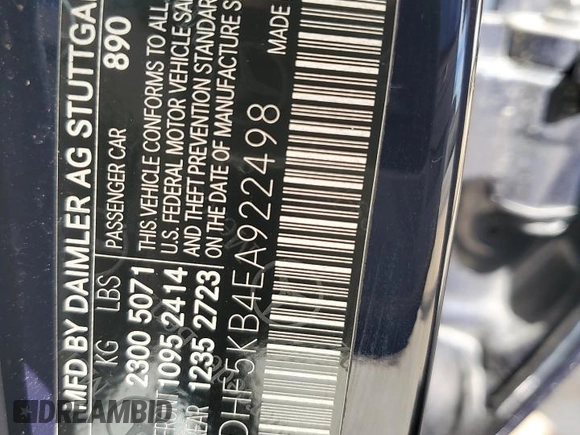 MFD BY DAIMLER AG STUTTGA
KG LBS PASSENGER CAR 890
2300 5071
1095 2414
1235 2723
THIS VEHICLE CONFORMS TO ALL
U.S. FEDERAL MOTOR VEHICLE SA
AND THEFT PREVENTION STANDAR
ON THE DATE OF MANUFACTURE S
HF5KB4EA922498
MADE
DREAMBID